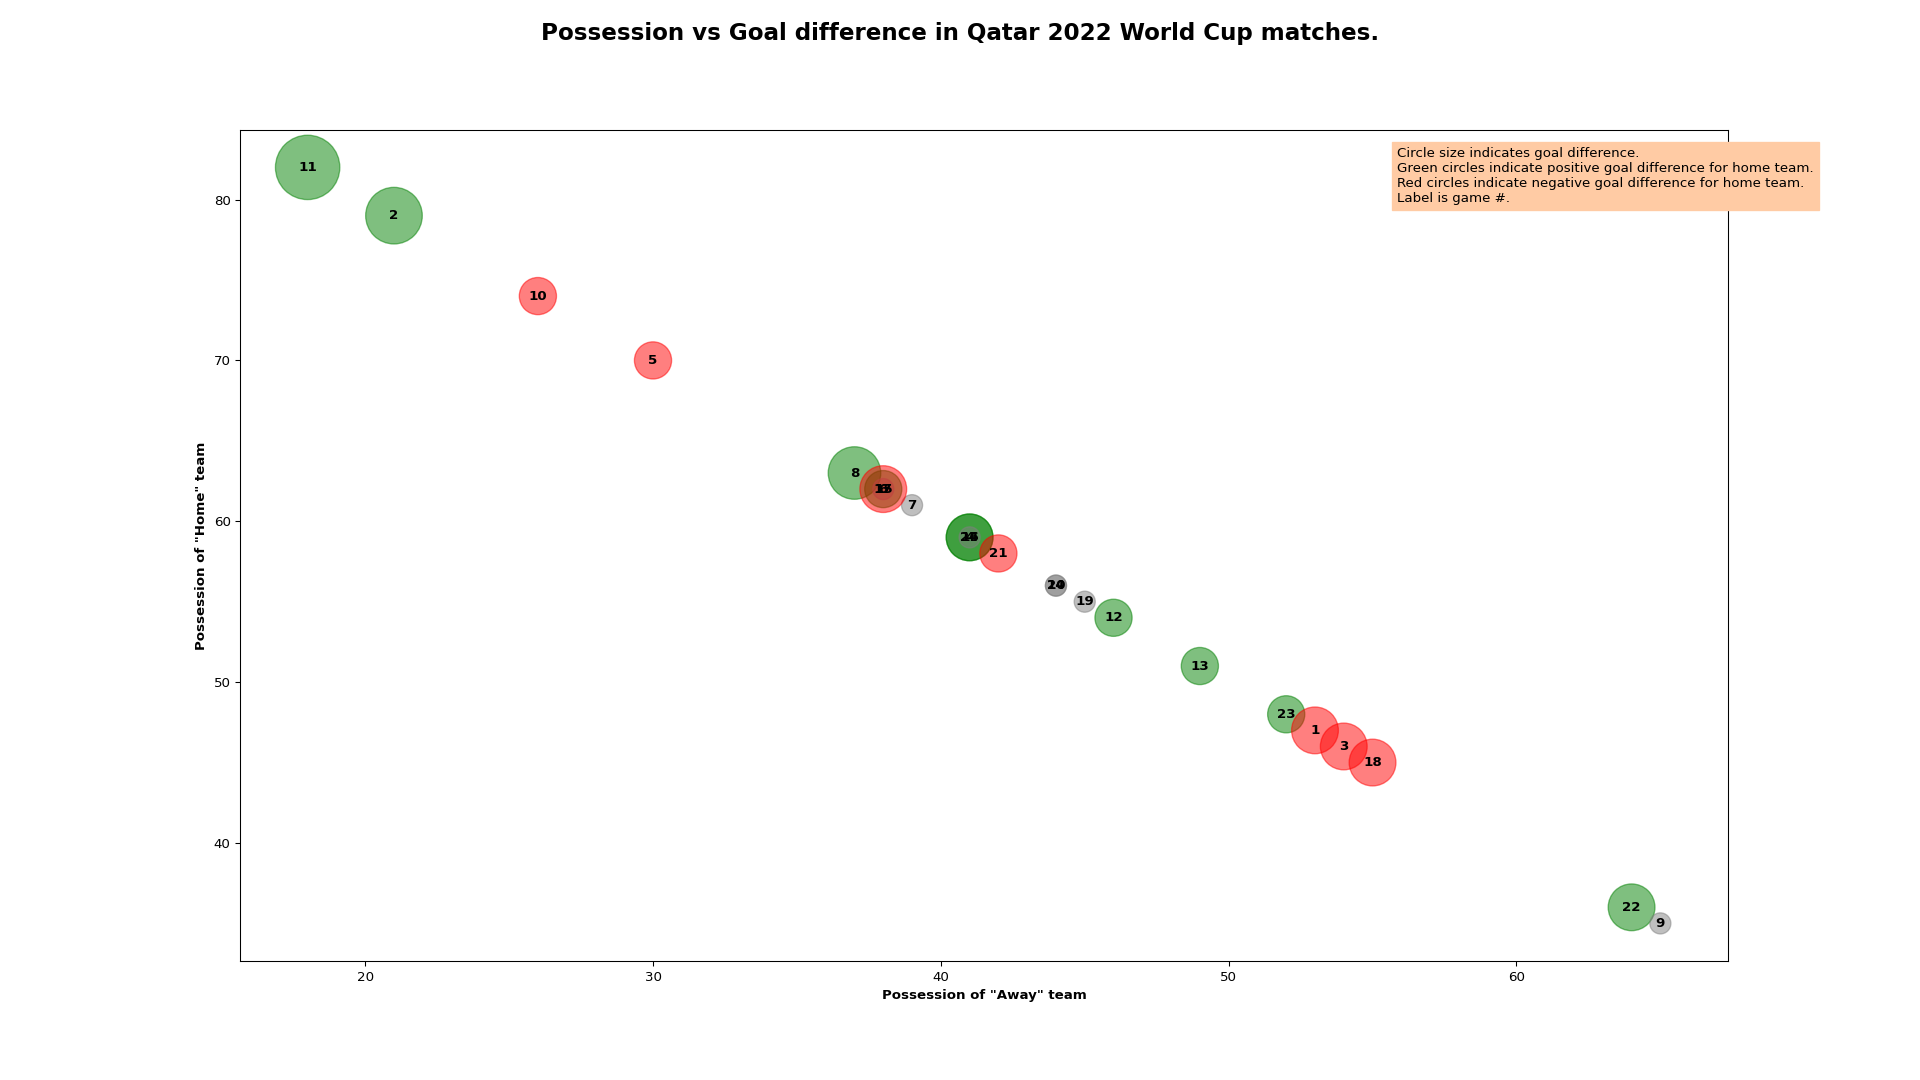 Possession vs Goal difference in Qatar 2022 World Cup matches.
Circle size indicates goal difference.
Green circles indicate positive goal difference for home team.
Red circles indicate negative goal difference for home team.
Label is game #.
Possession of "Home" team
80
70
60
50
40
11
2
10
5
8
7
21
19
12
13
23
1
3
18
22
9
20 30 40 50 60
Possession of "Away" team